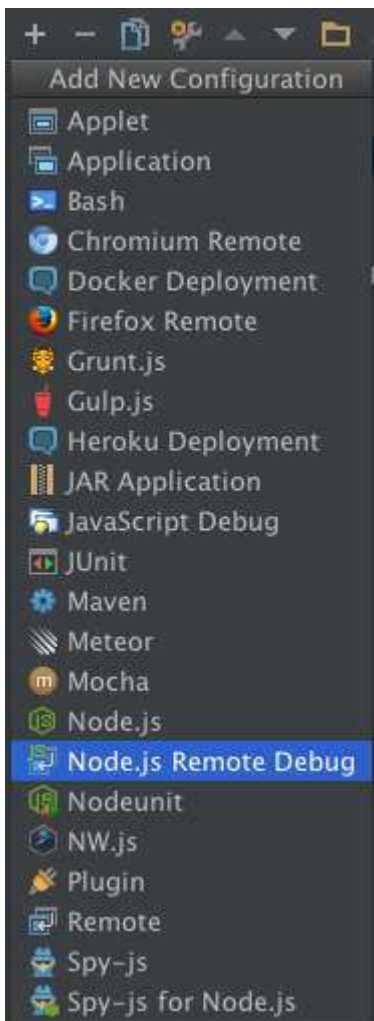 Add New Configuration
Applet
Application
Bash
Chromium Remote
Docker Deployment
Firefox Remote
Grunt.js
Gulp.js
Heroku Deployment
JAR Application
JavaScript Debug
JUnit
Maven
Meteor
Mocha
Node.js
Node.js Remote Debug
Nodeunit
NW.js
Plugin
Remote
Spy-js
Spy-js for Node.js